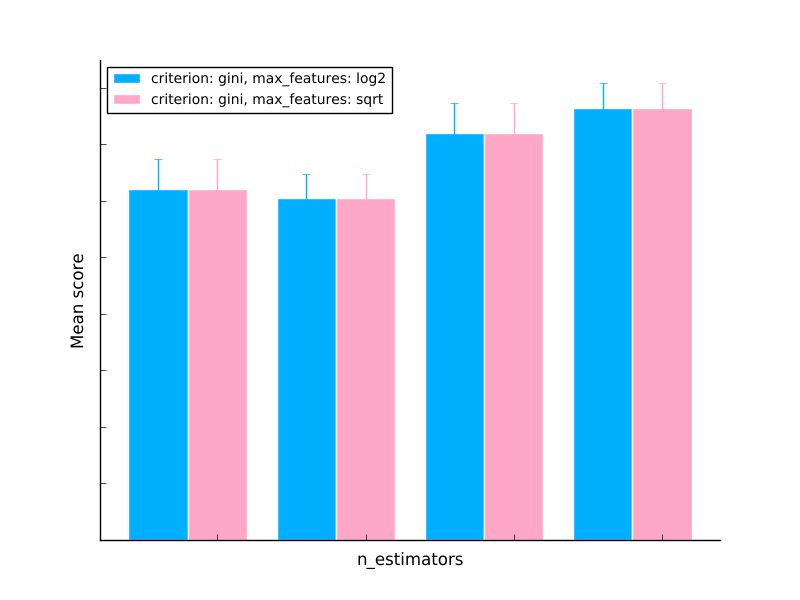 criterion: gini, max_features: log2
criterion: gini, max_features: sqrt
Mean score
n_estimators